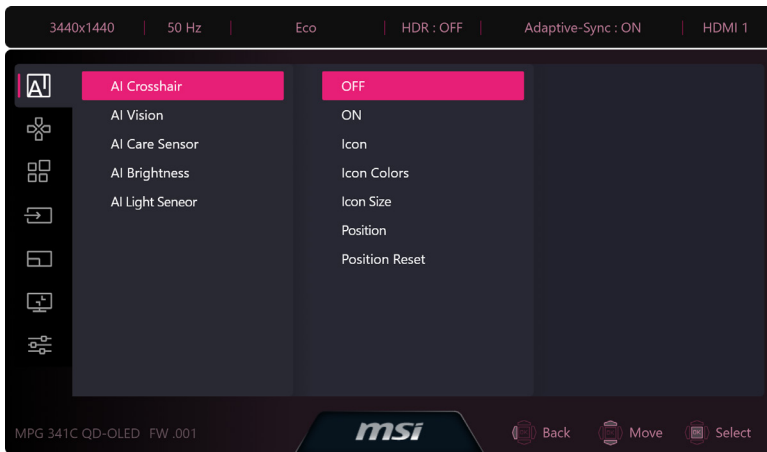 3440x1440 | 50 Hz | Eco | HDR : OFF | Adaptive-Sync : ON | HDMI 1
AI
AI Crosshair
AI Vision
AI Care Sensor
AI Brightness
AI Light Seneor
OFF
ON
Icon
Icon Colors
Icon Size
Position
Position Reset
MPG 341C QD-OLED FW .001
msi
Back Move Select